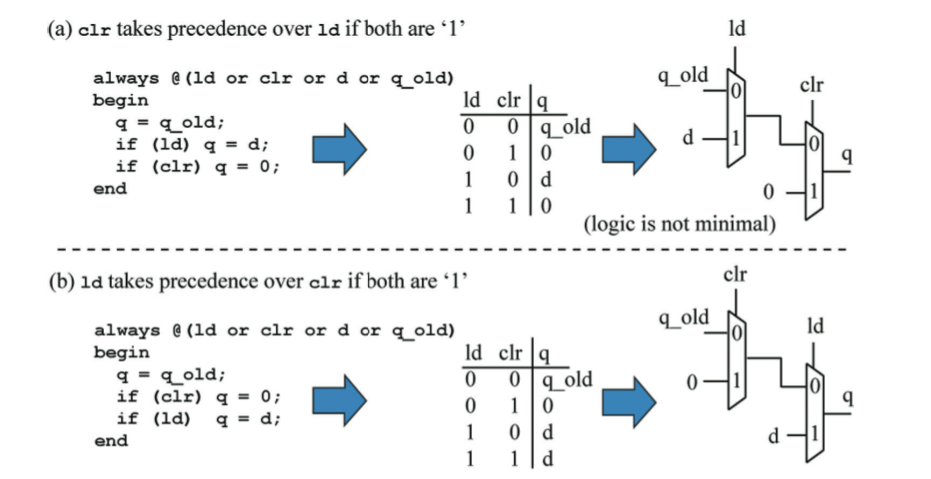 (a) clr takes precedence over ld if both are ‘1’
always @(ld or clr or d or q_old)
begin
q = q_old;
if (ld) q = d;
if (clr) q = 0;
end
ld clr q
0 0 q_old
0 1 0
1 0 d
1 1 0
ld
q_old
0
d
1
clr
0
q
0
1
(logic is not minimal)
(b) ld takes precedence over clr if both are ‘1’
always @(ld or clr or d or q_old)
begin
q = q_old;
if (clr) q = 0;
if (ld) q = d;
end
ld clr q
0 0 q_old
0 1 0
1 0 d
1 1 d
clr
q_old
0
0
1
ld
0
q
d
1